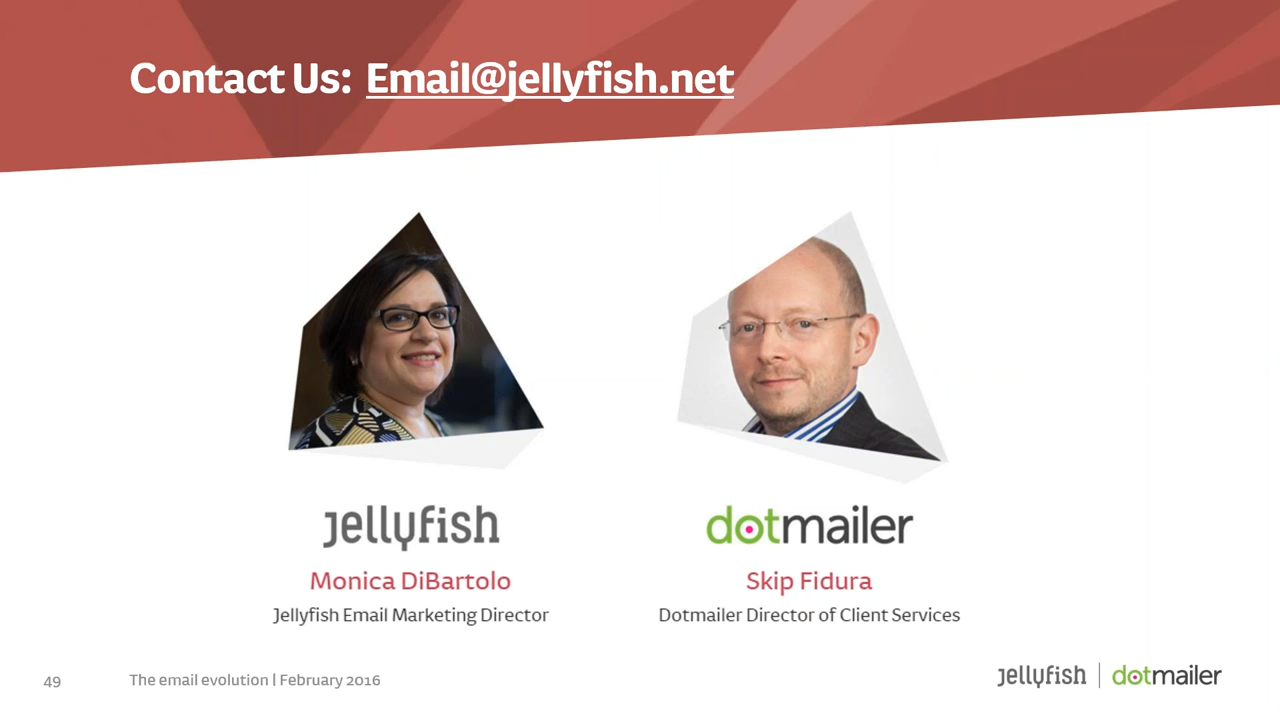 Contact Us: Email@jellyfish.net
jellyfish
dotmailer
Monica DiBartolo
Skip Fidura
Jellyfish Email Marketing Director
Dotmailer Director of Client Services
49
The email evolution | February 2016
jellyfish | dotmailer